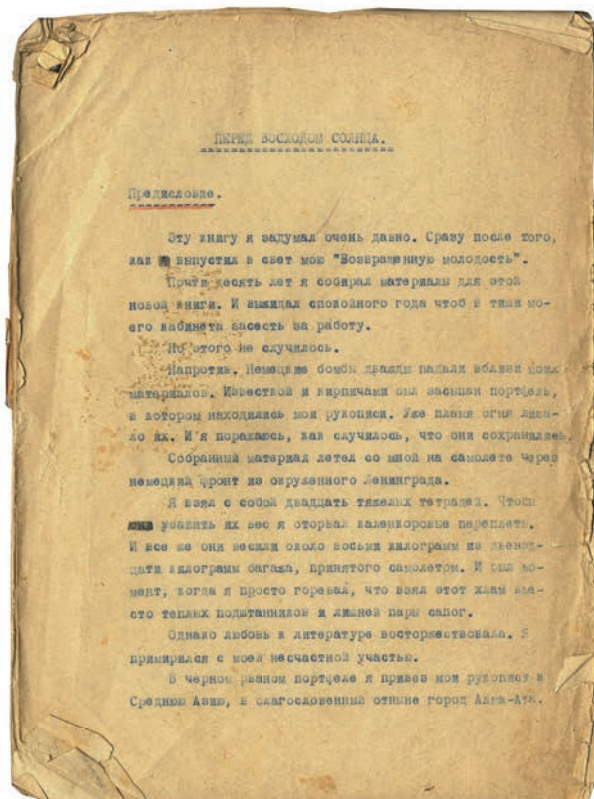 ПЕРЕД ВОСХОДОМ СОЛНЦА.
Предисловие.
Эту книгу я задумал очень давно. Сразу после того,
как я выпустил в свет мою "Возвращенную молодость".
Почти десять лет я собирал материалы для этой
новой книги. И выжидал спокойного года чтоб в тиши мо-
его кабинета засесть за работу.
Но этого не случилось.
Напротив. Немецкие бомбы дважды падали вблизи моих
материалов. Известкой и кирпичами был засыпан портфель,
в котором находились мои рукописи. Уже пламя огня лиза-
ло их. И я поражаюсь, как случилось, что они сохранились.
Собранный материал летел со мной на самолете через
немецкий фронт из окруженного Ленинграда.
Я взял с собой двадцать тяжелых тетрадей. Чтобы
убавить их вес я оторвал каленкоровые переплеты.
И все же они весили около восьми килограмм из двенад-
цати килограмм багажа, принятого самолетом. И был мо-
мент, когда я просто горевал, что взял этот хлам вме-
сто теплых подштанников и лишней пары сапог.
Однако любовь к литературе восторжествовала. Я
примирился с моей несчастной участью.
В черном рваном портфеле я привез мои рукописи в
Среднюю Азию, в благословенный отныне город Алма-Ата.